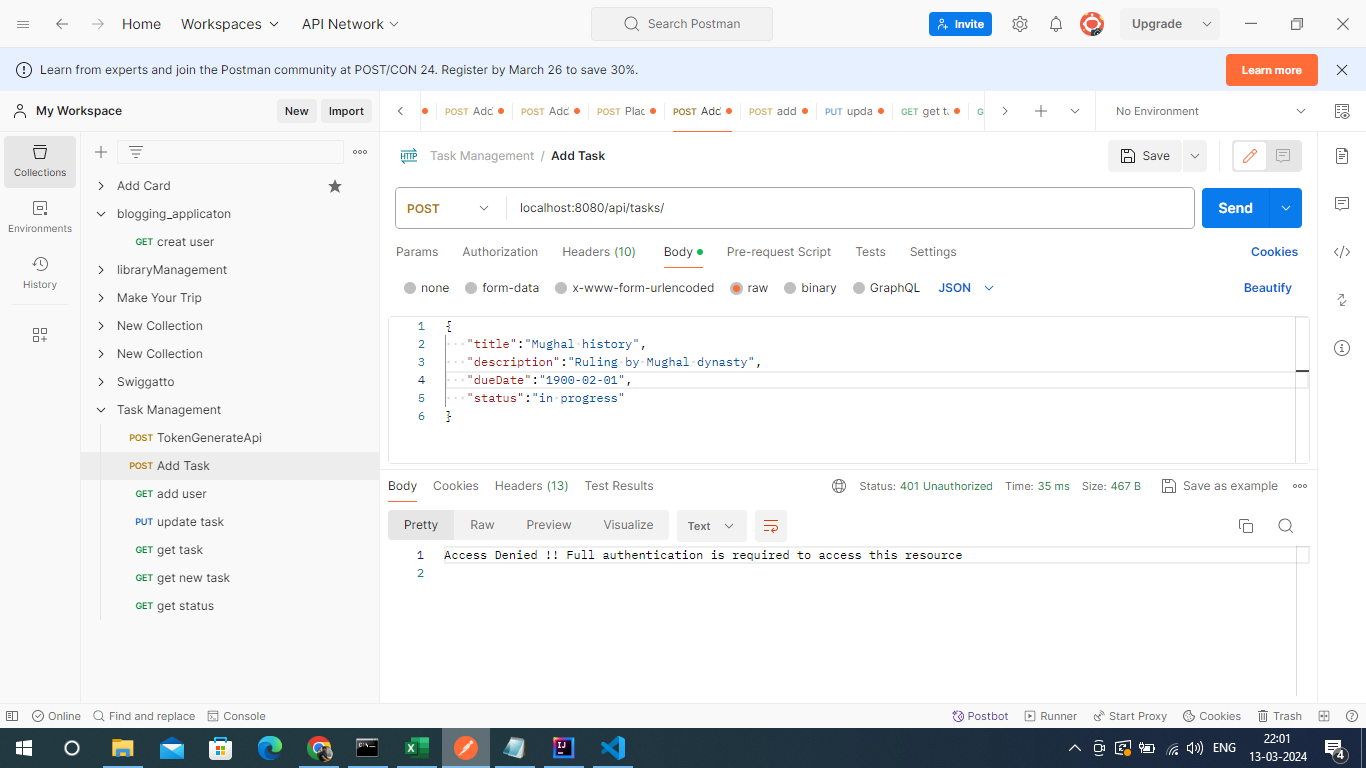 Home
Workspaces
API Network
Search Postman
Invite
Upgrade
Learn from experts and join the Postman community at POST/CON 24. Register by March 26 to save 30%.
Learn more
My Workspace
New
Import
POST Add
POST Add
POST Plac
POST Add
POST add
PUT upda
GET get ta
No Environment
Collections
Environments
History
Add Card
blogging_applicaton
GET creat user
libraryManagement
Make Your Trip
New Collection
New Collection
Swiggatto
Task Management
POST TokenGenerateApi
POST Add Task
GET add user
PUT update task
GET get task
GET get new task
GET get status
HTTP
Task Management / Add Task
Save
POST
localhost:8080/api/tasks/
Send
Params
Authorization
Headers (10)
Body
Pre-request Script
Tests
Settings
Cookies
none
form-data
x-www-form-urlencoded
raw
binary
GraphQL
JSON
Beautify
1 {
2 "title":"Mughal history",
3 "description":"Ruling by Mughal dynasty",
4 "dueDate":"1900-02-01",
5 "status":"in progress"
6 }
Body
Cookies
Headers (13)
Test Results
Status: 401 Unauthorized
Time: 35 ms
Size: 467 B
Save as example
Pretty
Raw
Preview
Visualize
Text
1 Access Denied !! Full authentication is required to access this resource
2
Online
Find and replace
Console
Postbot
Runner
Start Proxy
Cookies
Trash
ENG
22:01
13-03-2024
4